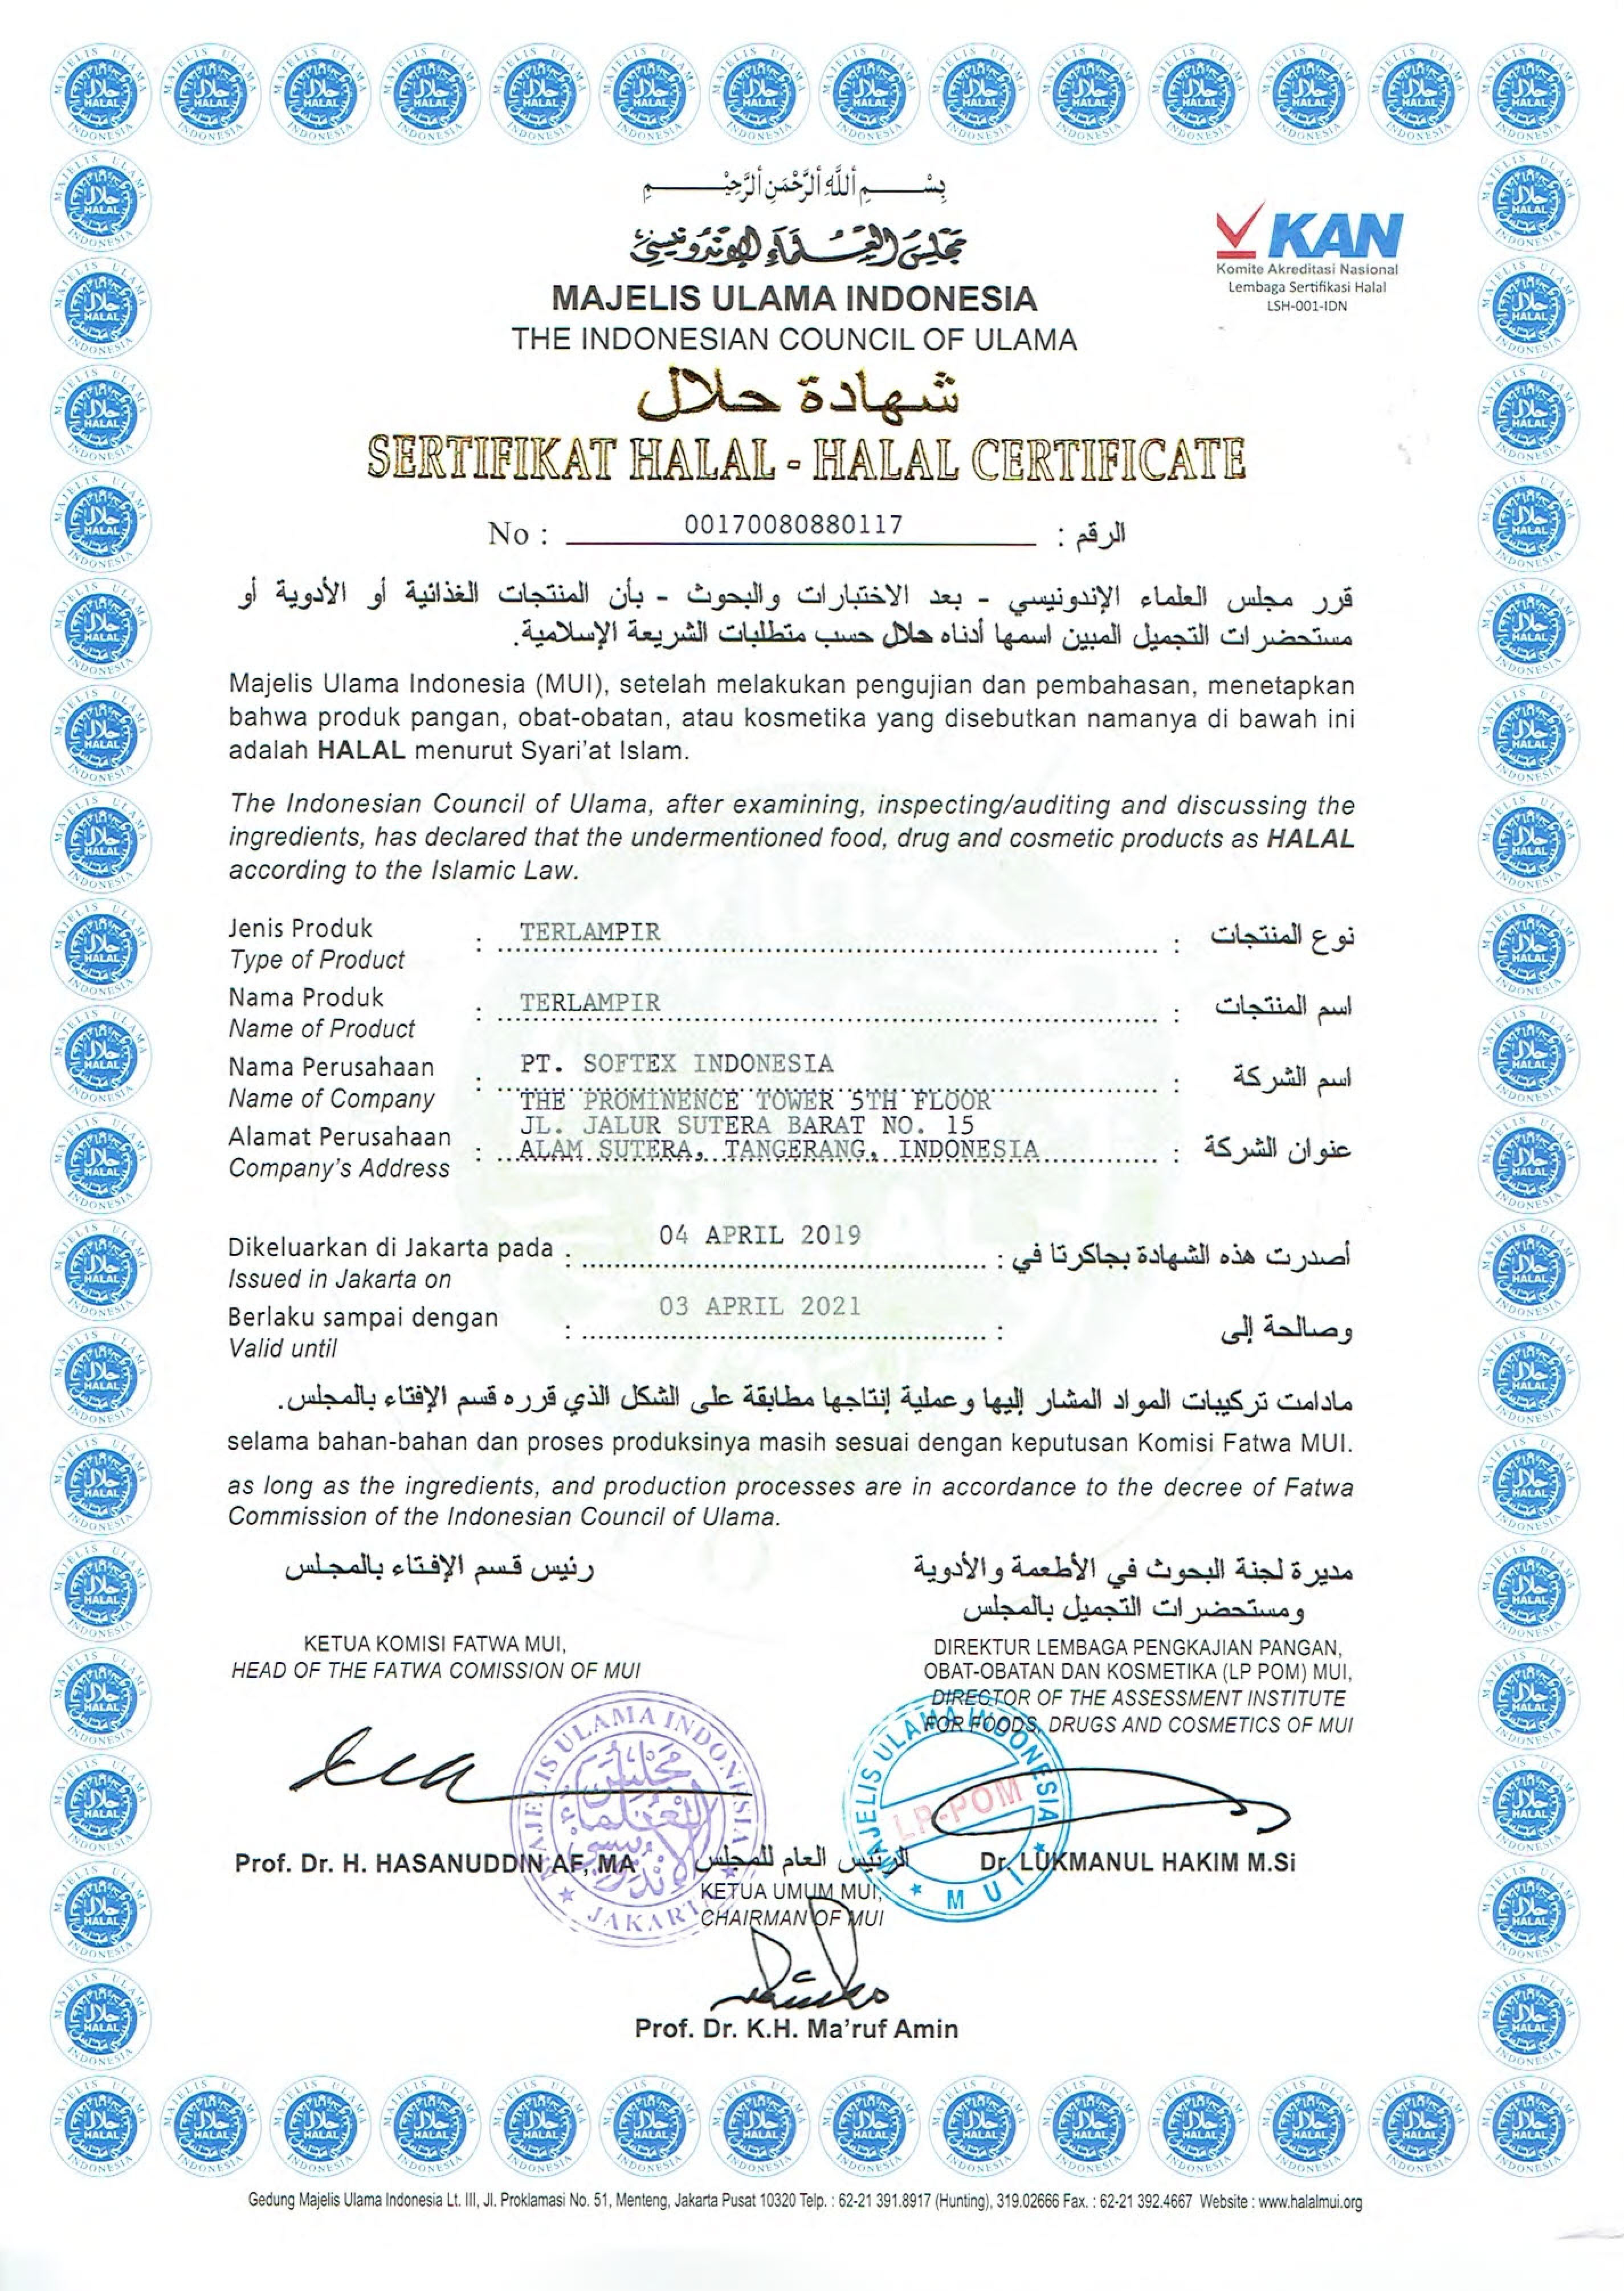 بِسْــــمِ اللَّهِ الرَّحْمَنِ الرَّحِيْـــــمِ
مجلس العلماء الإندونيسي
MAJELIS ULAMA INDONESIA
THE INDONESIAN COUNCIL OF ULAMA
KAN
Komite Akreditasi Nasional
Lembaga Sertifikasi Halal
LSH-001-IDN
شهادة حلال
SERTIFIKAT HALAL - HALAL CERTIFICATE
No : 00170080880117 الرقم :
قرر مجلس العلماء الإندونيسي - بعد الاختبارات والبحوث - بأن المنتجات الغذائية أو الأدوية أو
مستحضرات التجميل المبين اسمها أدناه حلال حسب متطلبات الشريعة الإسلامية.
Majelis Ulama Indonesia (MUI), setelah melakukan pengujian dan pembahasan, menetapkan
bahwa produk pangan, obat-obatan, atau kosmetika yang disebutkan namanya di bawah ini
adalah HALAL menurut Syari'at Islam.
The Indonesian Council of Ulama, after examining, inspecting/auditing and discussing the
ingredients, has declared that the undermentioned food, drug and cosmetic products as HALAL
according to the Islamic Law.
Jenis Produk : TERLAMPIR : نوع المنتجات
Type of Product
Nama Produk : TERLAMPIR : اسم المنتجات
Name of Product
Nama Perusahaan : PT. SOFTEX INDONESIA : اسم الشركة
Name of Company THE PROMINENCE TOWER 5TH FLOOR
JL. JALUR SUTERA BARAT NO. 15
Alamat Perusahaan : ALAM SUTERA, TANGERANG, INDONESIA : عنوان الشركة
Company's Address
Dikeluarkan di Jakarta pada : 04 APRIL 2019 : أصدرت هذه الشهادة بجاكرتا في
Issued in Jakarta on
Berlaku sampai dengan : 03 APRIL 2021 : وصالحة إلى
Valid until
مادامت تركيبات المواد المشار إليها وعملية إنتاجها مطابقة على الشكل الذي قرره قسم الإفتاء بالمجلس.
selama bahan-bahan dan proses produksinya masih sesuai dengan keputusan Komisi Fatwa MUI.
as long as the ingredients, and production processes are in accordance to the decree of Fatwa
Commission of the Indonesian Council of Ulama.
رئيس قسم الإفتاء بالمجلس
KETUA KOMISI FATWA MUI,
HEAD OF THE FATWA COMISSION OF MUI
MAJELIS ULAMA INDONESIA
JAKARTA
Prof. Dr. H. HASANUDDIN AF, MA
مديرة لجنة البحوث في الأطعمة والأدوية
ومستحضرات التجميل بالمجلس
DIREKTUR LEMBAGA PENGKAJIAN PANGAN,
OBAT-OBATAN DAN KOSMETIKA (LP POM) MUI,
DIRECTOR OF THE ASSESSMENT INSTITUTE
FOR FOODS, DRUGS AND COSMETICS OF MUI
MAJELIS ULAMA INDONESIA
LP-POM
MUI
Dr. LUKMANUL HAKIM M.Si
الرئيس العام للمجلس
KETUA UMUM MUI,
CHAIRMAN OF MUI
Prof. Dr. K.H. Ma'ruf Amin
Gedung Majelis Ulama Indonesia Lt. III, Jl. Proklamasi No. 51, Menteng, Jakarta Pusat 10320 Telp. : 62-21 391.8917 (Hunting), 319.02666 Fax. : 62-21 392.4667 Website : www.halalmui.org